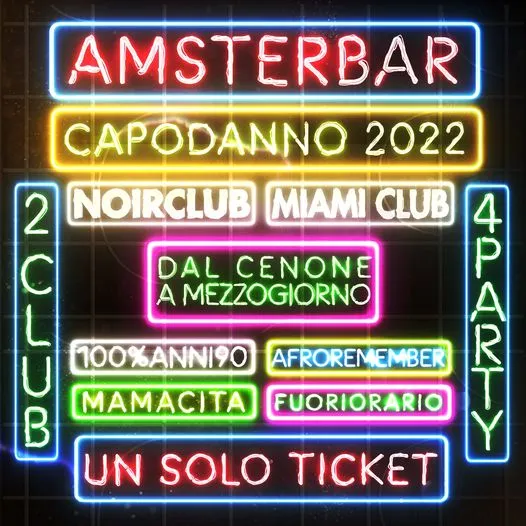 AMSTERBAR
CAPODANNO 2022
NOIRCLUB MIAMI CLUB
2 CLUB
4 PARTY
DAL CENONE
A MEZZOGIORNO
100%ANNI90 AFROREMEMBER
MAMACITA FUORIORARIO
UN SOLO TICKET